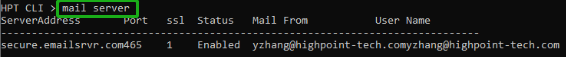 HPT CLI > mail server
ServerAddress Port ssl Status Mail From User Name
--------------------------------------------------------------------------------
secure.emailsrvr.com465 1 Enabled yzhang@highpoint-tech.comyzhang@highpoint-tech.com